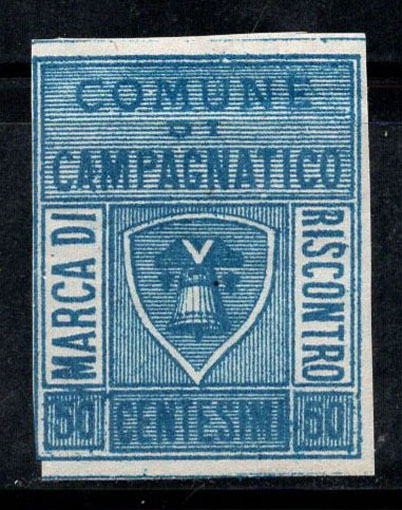 COMUNE
DI
CAMPAGNATICO
MARCA DI
RISCONTRO
50 CENTESIMI 50